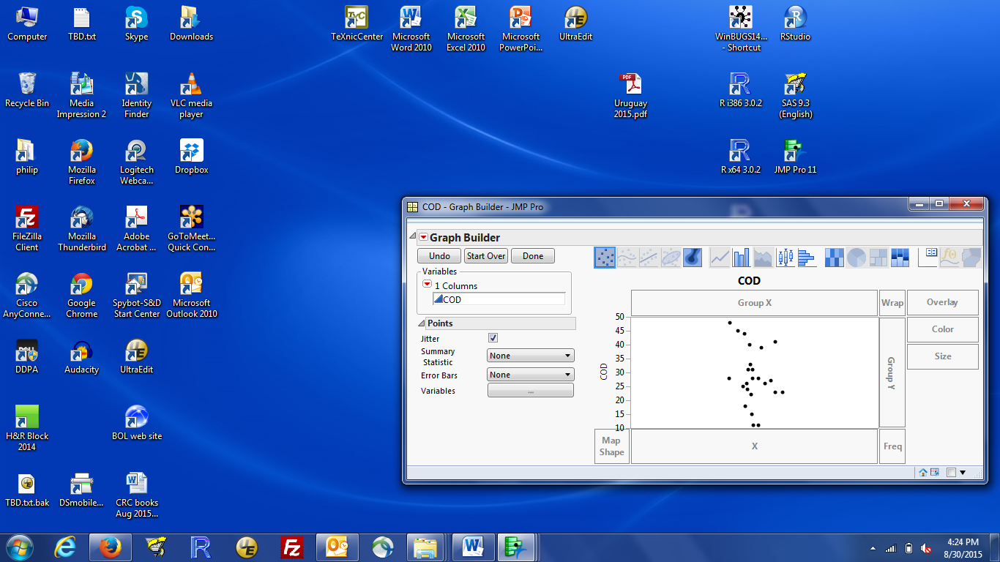 Computer
TBD.txt
Skype
Downloads
TeXnicCenter
Microsoft
Word 2010
Microsoft
Excel 2010
Microsoft
PowerPoi...
UltraEdit
WinBUGS14...
- Shortcut
RStudio
Recycle Bin
Media
Impression 2
Identity
Finder
VLC media
player
PDF
Uruguay
2015.pdf
R i386 3.0.2
SAS 9.3
(English)
philip
Mozilla
Firefox
Logitech
Webca...
Dropbox
R x64 3.0.2
JMP Pro 11
FileZilla
Client
Mozilla
Thunderbird
Adobe
Acrobat ...
GoToMeet...
Quick Con...
Cisco
AnyConne...
Google
Chrome
Spybot-S&D
Start Center
Microsoft
Outlook 2010
DDPA
Audacity
UltraEdit
H&R Block
2014
BOL web site
TBD.txt.bak
DSmobile...
CRC books
Aug 2015...
COD - Graph Builder - JMP Pro
Graph Builder
Undo
Start Over
Done
Variables
1 Columns
COD
Points
Jitter
Summary
Statistic
None
Error Bars
None
Variables
...
COD
Group X
Wrap
Overlay
Color
Size
Group Y
COD
50
45
40
35
30
25
20
15
10
Map
Shape
X
Freq
4:24 PM
8/30/2015